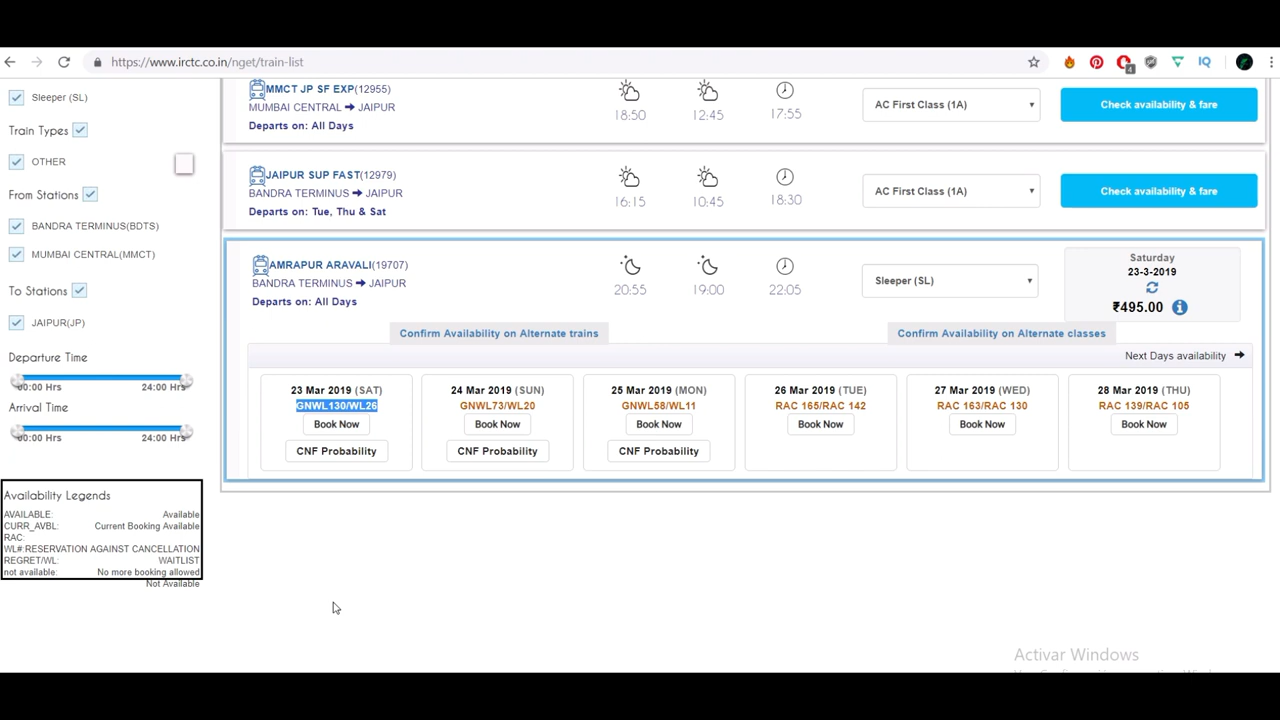 https://www.irctc.co.in/nget/train-list
4
IQ
Sleeper (SL)
Train Types
OTHER
From Stations
BANDRA TERMINUS(BDTS)
MUMBAI CENTRAL(MMCT)
To Stations
JAIPUR(JP)
Departure Time
00:00 Hrs 24:00 Hrs
Arrival Time
00:00 Hrs 24:00 Hrs
Availability Legends
AVAILABLE: Available
CURR_AVBL: Current Booking Available
RAC:
WL#:RESERVATION AGAINST CANCELLATION
REGRET/WL: WAITLIST
not available: No more booking allowed
Not Available
MMCT JP SF EXP(12955)
MUMBAI CENTRAL ➔ JAIPUR
Departs on: All Days
18:50 12:45 17:55
AC First Class (1A)
Check availability & fare
JAIPUR SUP FAST(12979)
BANDRA TERMINUS ➔ JAIPUR
Departs on: Tue, Thu & Sat
16:15 10:45 18:30
AC First Class (1A)
Check availability & fare
AMRAPUR ARAVALI(19707)
BANDRA TERMINUS ➔ JAIPUR
Departs on: All Days
20:55 19:00 22:05
Sleeper (SL)
Saturday
23-3-2019
₹495.00
Confirm Availability on Alternate trains Confirm Availability on Alternate classes
Next Days availability ➔
23 Mar 2019 (SAT) 24 Mar 2019 (SUN) 25 Mar 2019 (MON) 26 Mar 2019 (TUE) 27 Mar 2019 (WED) 28 Mar 2019 (THU)
GNWL130/WL26 GNWL73/WL20 GNWL58/WL11 RAC 165/RAC 142 RAC 163/RAC 130 RAC 139/RAC 105
Book Now Book Now Book Now Book Now Book Now Book Now
CNF Probability CNF Probability CNF Probability
Activar Windows